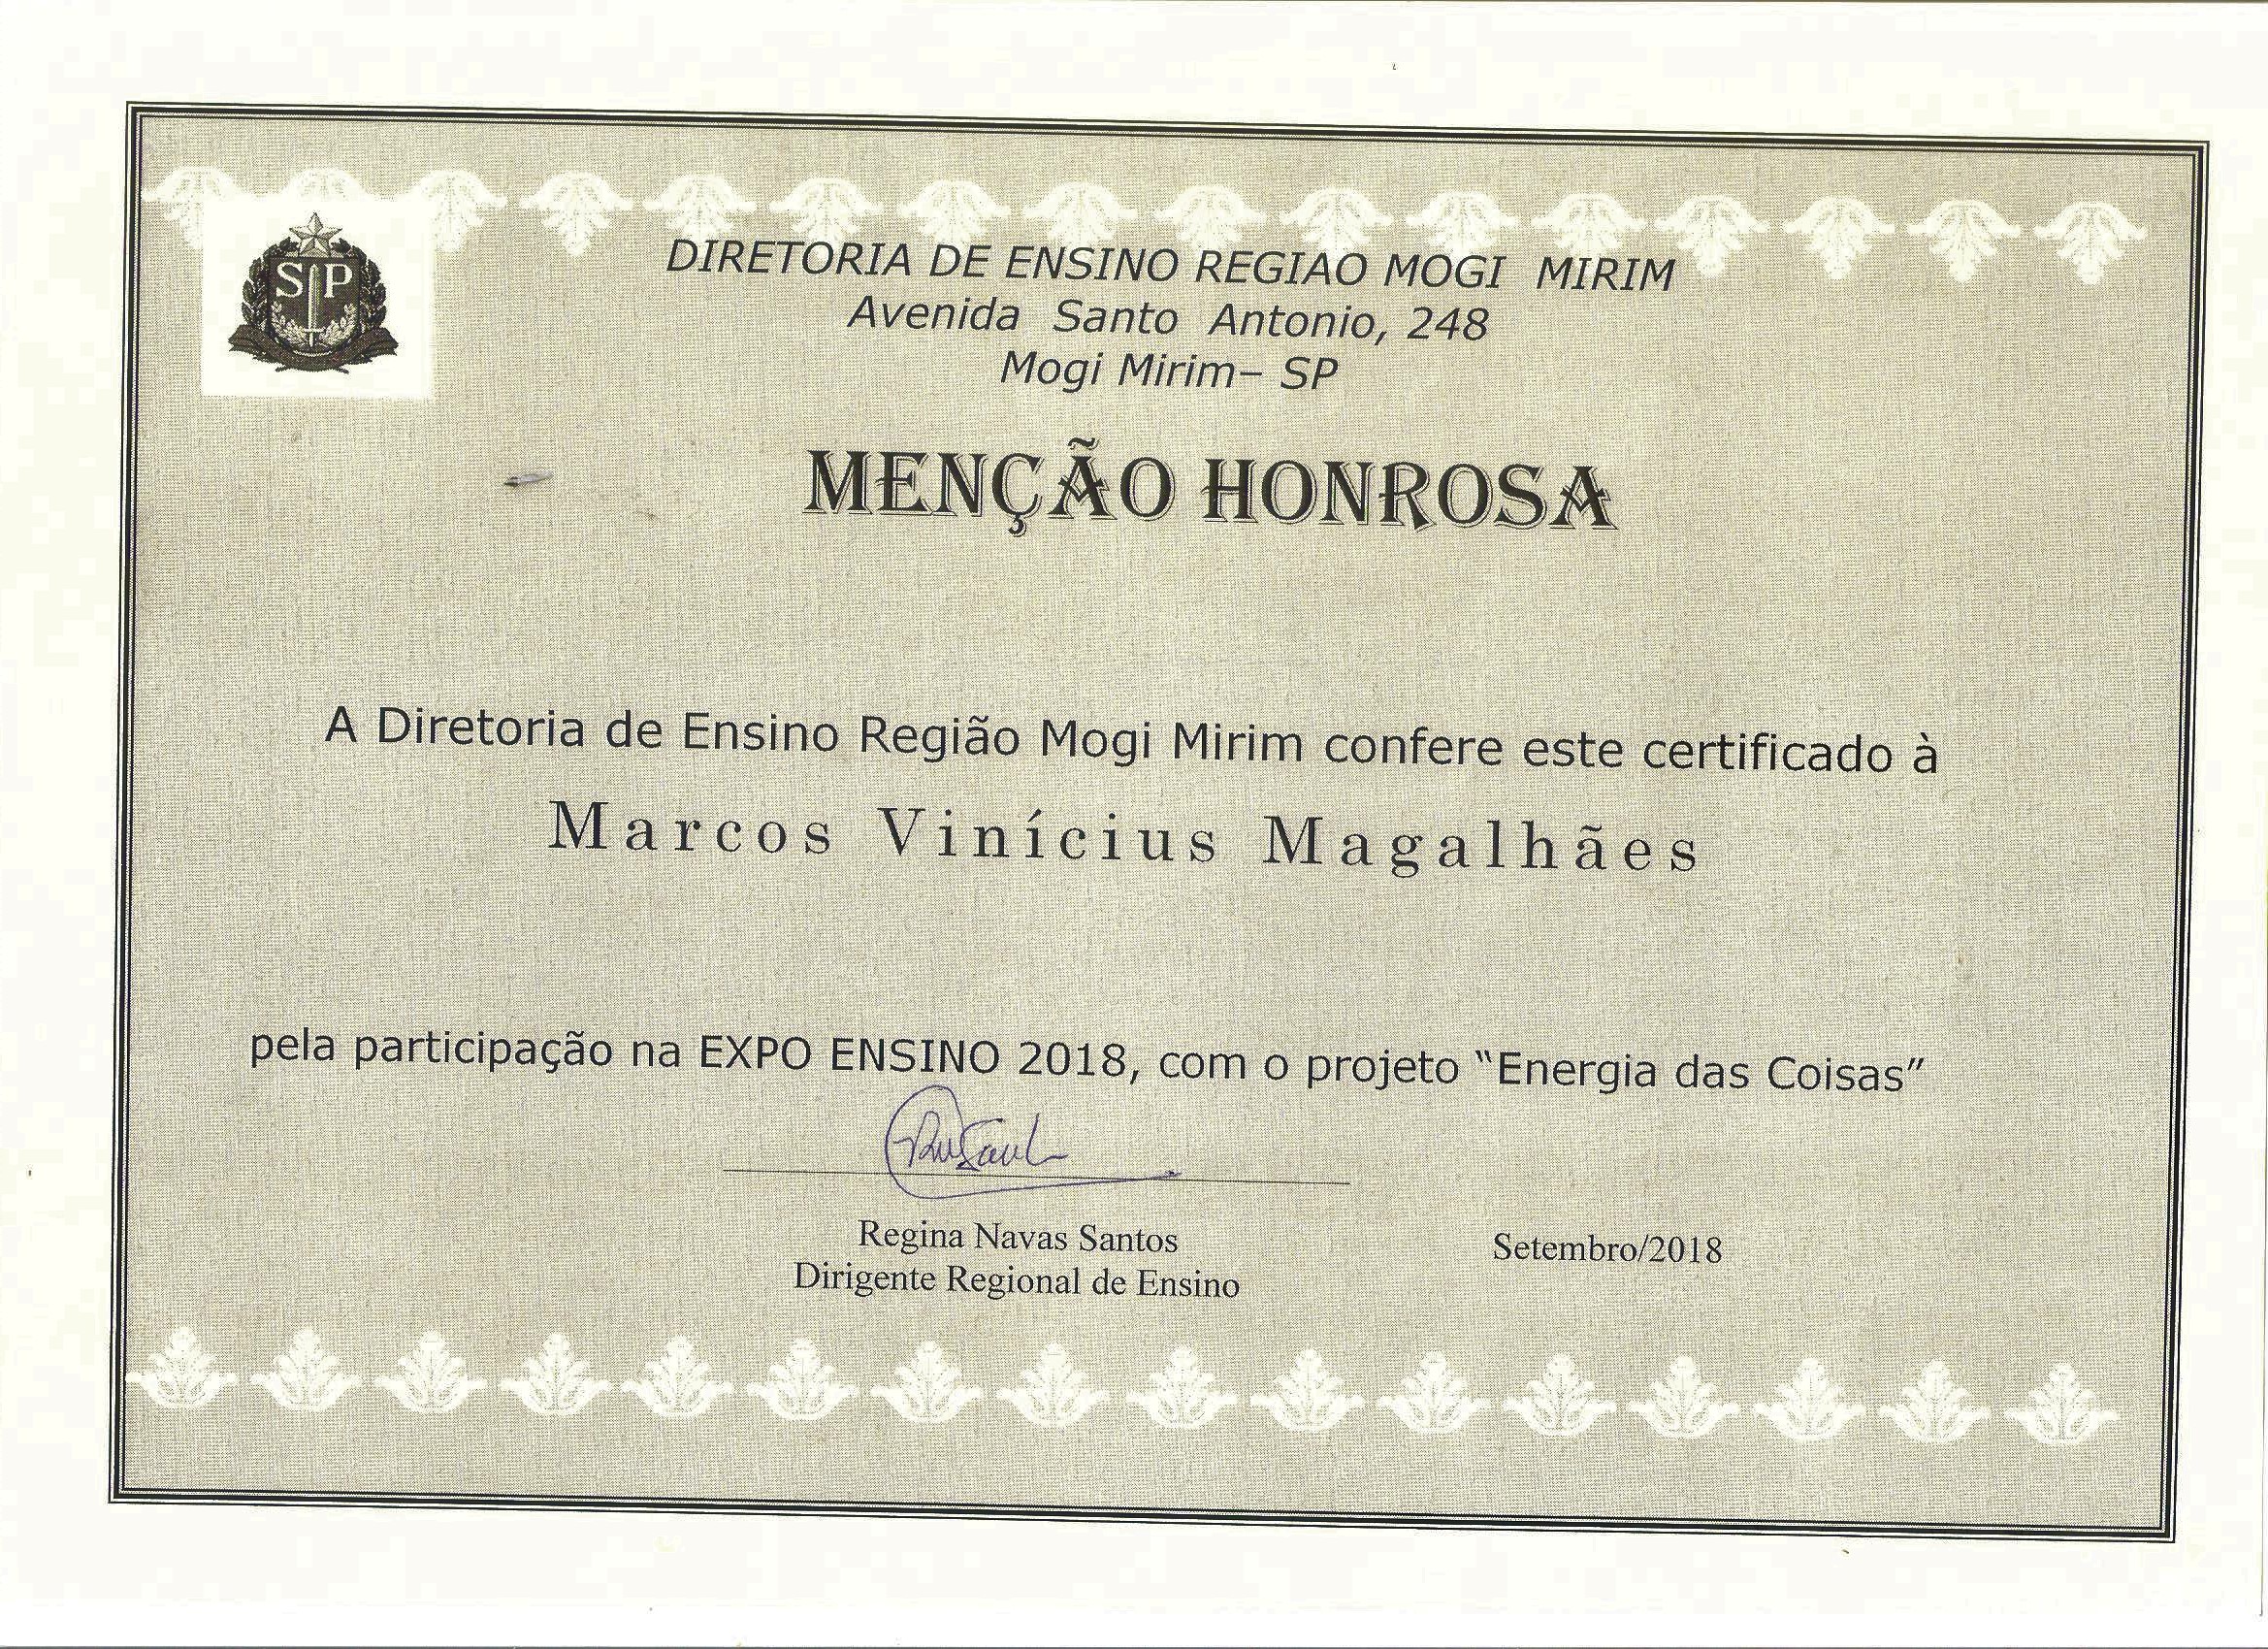 SP
DIRETORIA DE ENSINO REGIAO MOGI MIRIM
Avenida Santo Antonio, 248
Mogi Mirim– SP
MENÇÃO HONROSA
A Diretoria de Ensino Região Mogi Mirim confere este certificado à
Marcos Vinícius Magalhães
pela participação na EXPO ENSINO 2018, com o projeto “Energia das Coisas”
Regina Navas Santos
Dirigente Regional de Ensino
Setembro/2018